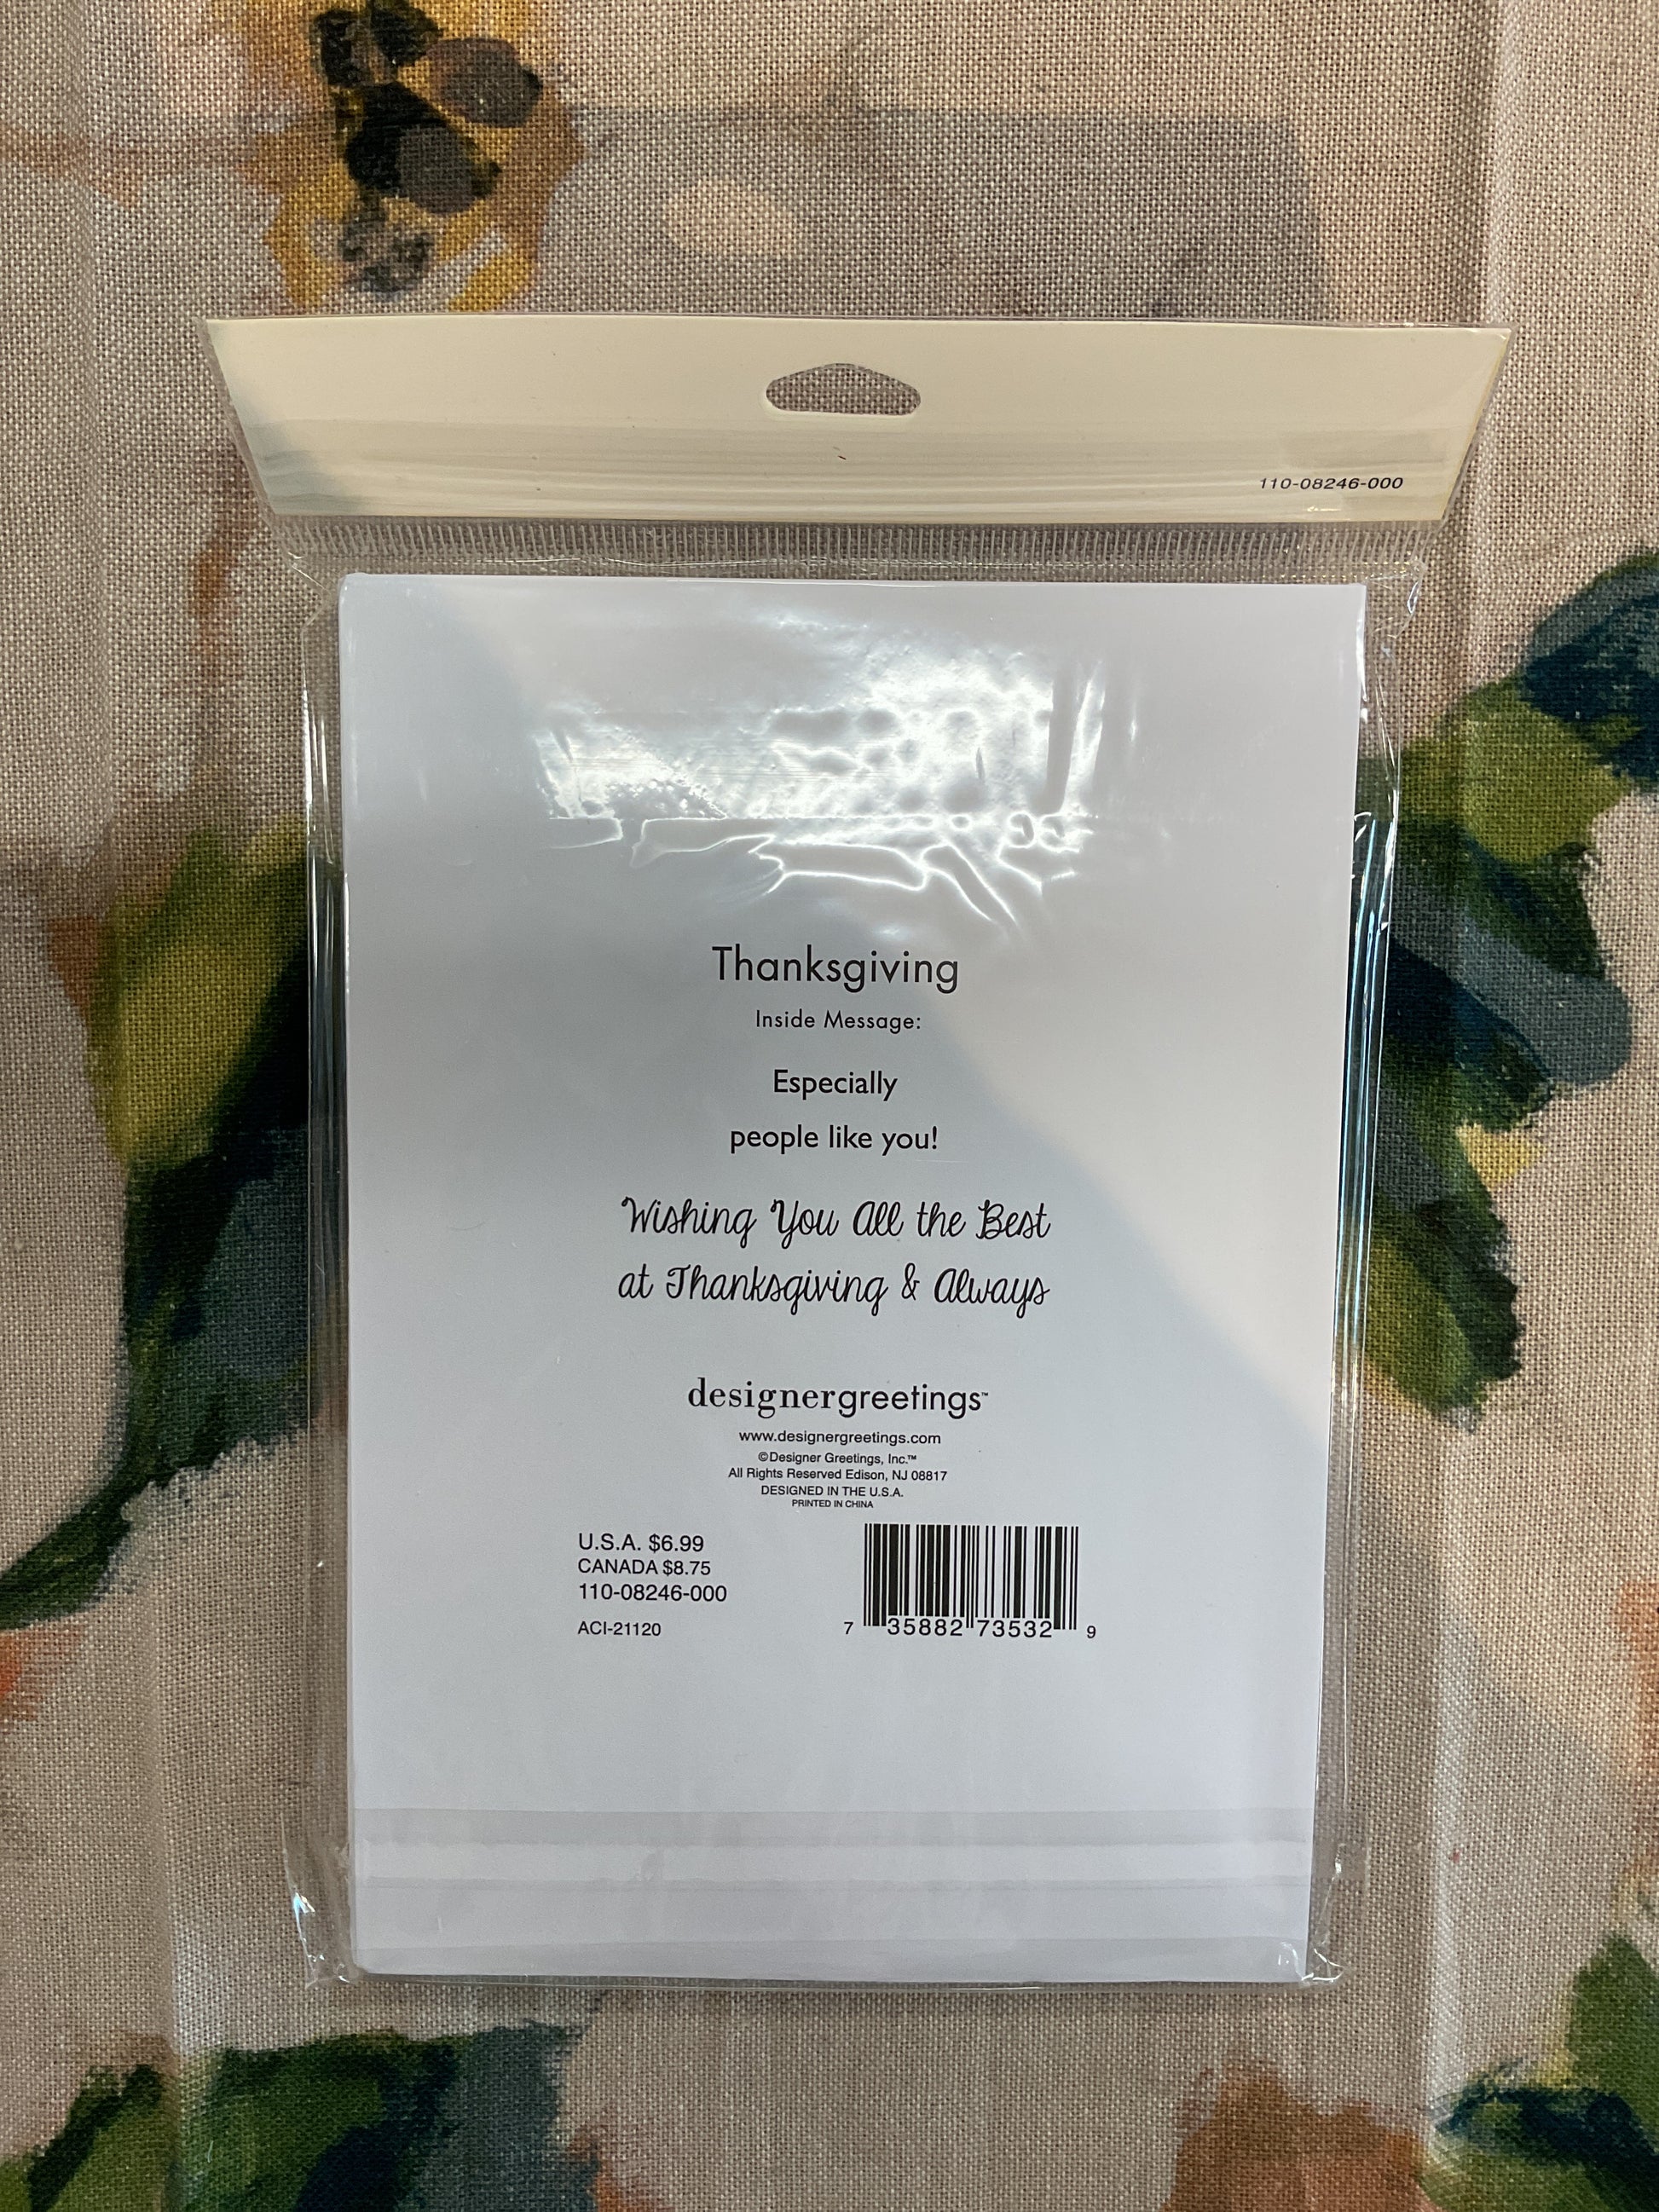 110-08246-000
Thanksgiving
Inside Message:
Especially
people like you!
Wishing You All the Best
at Thanksgiving & Always
designergreetings™
www.designergreetings.com
©Designer Greetings, Inc.™
All Rights Reserved Edison, NJ 08817
DESIGNED IN THE U.S.A.
PRINTED IN CHINA
U.S.A. $6.99
CANADA $8.75
110-08246-000
ACI-21120
7 35882 73532 9